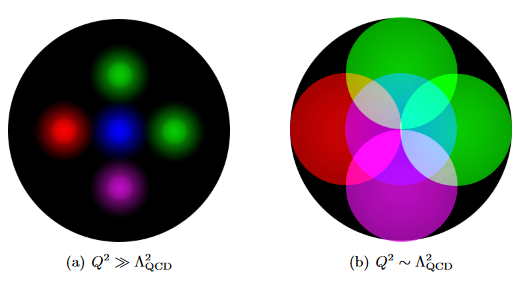 (a) Q² ≫ Λ²_QCD
(b) Q² ∼ Λ²_QCD